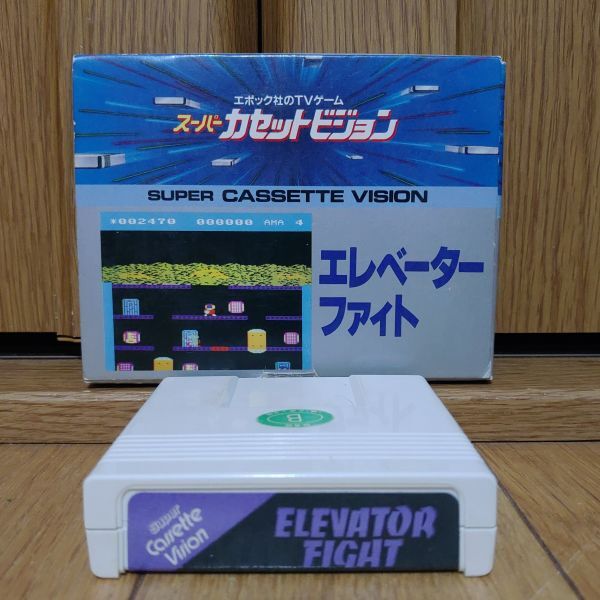 エポック社のTVゲーム
スーパー カセットビジョン
SUPER CASSETTE VISION
*002470 000000 AMA 4
エレベーター
ファイト
B
Super
Cassette
Vision
ELEVATOR
FIGHT